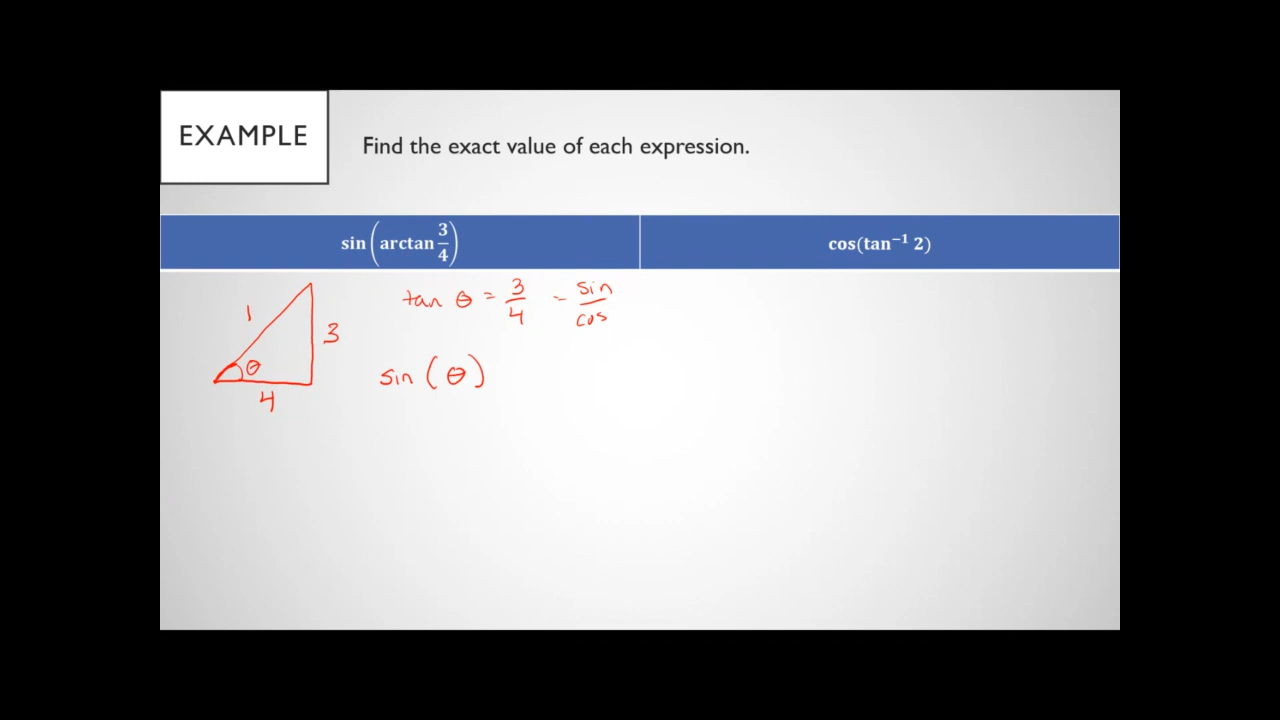 EXAMPLE
Find the exact value of each expression.
sin(arctan 3/4)
cos(tan⁻¹ 2)
tan θ = 3/4 = sin/cos
1
3
θ
4
sin (θ)